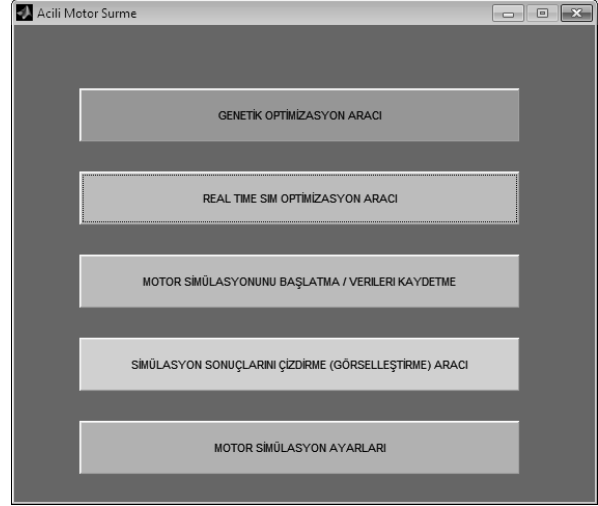 Acili Motor Surme
GENETİK OPTİMİZASYON ARACI
REAL TIME SIM OPTİMİZASYON ARACI
MOTOR SİMÜLASYONUNU BAŞLATMA / VERILERI KAYDETME
SİMÜLASYON SONUÇLARINI ÇİZDİRME (GÖRSELLEŞTİRME) ARACI
MOTOR SİMÜLASYON AYARLARI